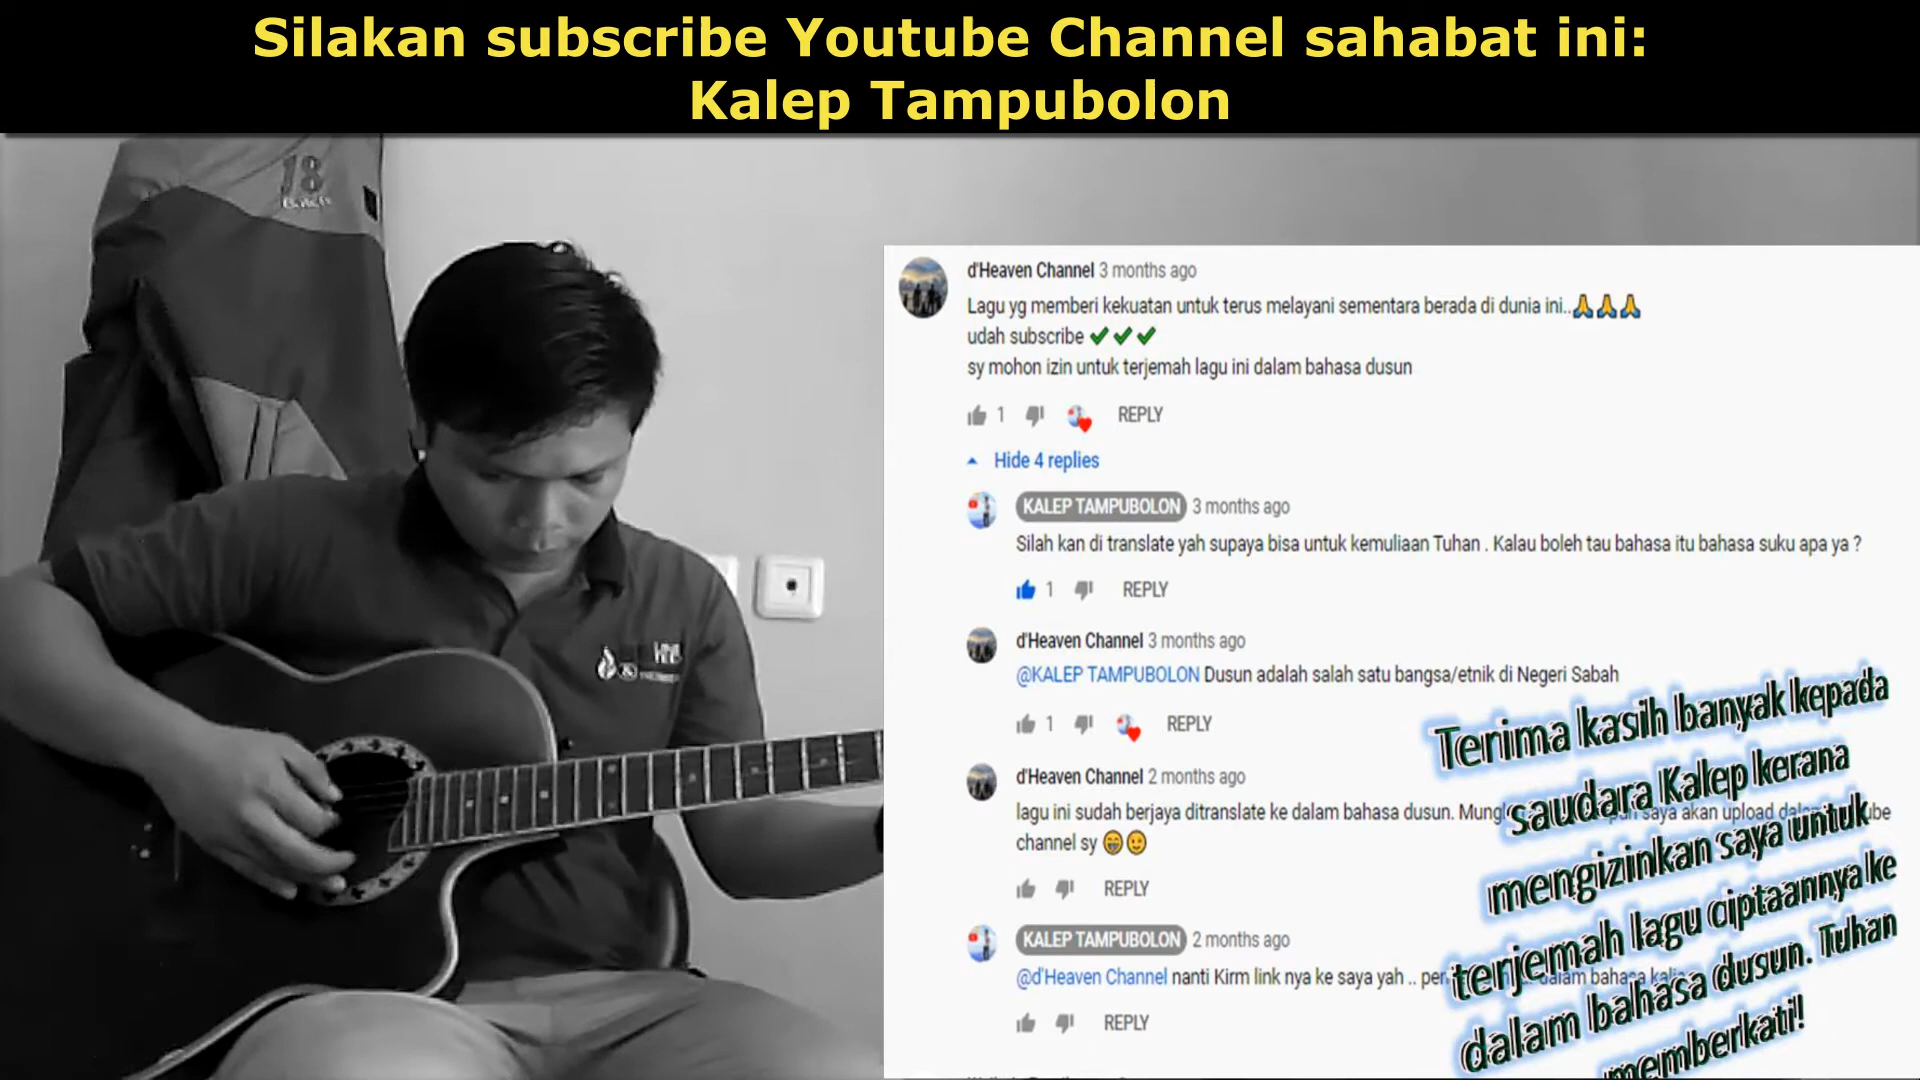 Silakan subscribe Youtube Channel sahabat ini:
Kalep Tampubolon
18
d'Heaven Channel 3 months ago
Lagu yg memberi kekuatan untuk terus melayani sementara berada di dunia ini..🙏🙏🙏
udah subscribe ✔✔✔
sy mohon izin untuk terjemah lagu ini dalam bahasa dusun
1 REPLY
Hide 4 replies
KALEP TAMPUBOLON 3 months ago
Silah kan di translate yah supaya bisa untuk kemuliaan Tuhan . Kalau boleh tau bahasa itu bahasa suku apa ya ?
1 REPLY
d'Heaven Channel 3 months ago
@KALEP TAMPUBOLON Dusun adalah salah satu bangsa/etnik di Negeri Sabah
1 REPLY
d'Heaven Channel 2 months ago
lagu ini sudah berjaya ditranslate ke dalam bahasa dusun. saya akan upload
channel sy 😁🙂
REPLY
KALEP TAMPUBOLON 2 months ago
@d'Heaven Channel nanti Kirm link nya ke saya yah .. dalam bahasa
REPLY
Terima kasih banyak kepada
saudara Kalep kerana
mengizinkan saya untuk
terjemah lagu ciptaannya ke
dalam bahasa dusun. Tuhan
memberkati!